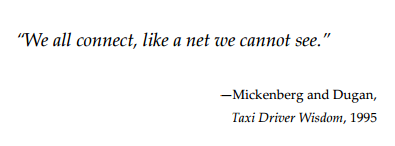 “We all connect, like a net we cannot see.”
—Mickenberg and Dugan,
Taxi Driver Wisdom, 1995